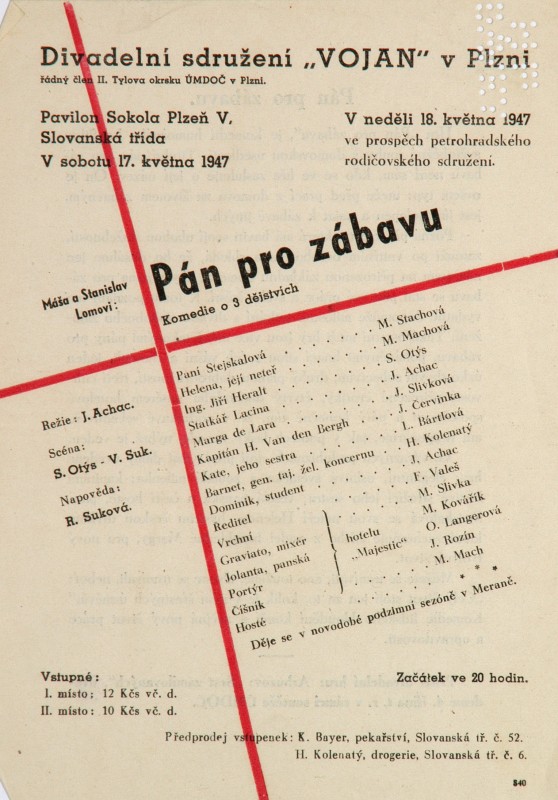 Divadelní sdružení „VOJAN" v Plzni
řádný člen II. Tylova okrsku ÚMDOČ v Plzni.
Pavilon Sokola Plzeň V.
Slovanská třída
V sobotu 17. května 1947
V neděli 18. května 1947
ve prospěch petrohradského
rodičovského sdružení.
Máša a Stanislav
Lomovi:
Pán pro zábavu
Komedie o 3 dějstvích
Režie: J. Achac.
Scéna:
S. Otýs - V. Suk.
Nápověda:
R. Suková.
Paní Stejskalová . . . . . . . . M. Stachová
Helena, její neteř . . . . . . . . M. Machová
Ing. Jiří Heralt . . . . . . . . S. Otýs
Statkář Lacina . . . . . . . . J. Achac
Marga de Lara . . . . . . . . J. Slívková
Kapitán H. Van den Bergh . . . . J. Červinka
Kate, jeho sestra . . . . . . . . L. Bártlová
Barnet, gen. taj. žel. koncernu . . H. Kolenatý
Dominik, student . . . . . . . . J. Achac
Ředitel . . . . . . . . F. Valeš
Vrchní . . . . . . . . M. Slivka
Graviato, mixér hotelu M. Kovářík
Jolanta, panská „Majestic" O. Langerová
Portýr J. Rozín
Číšník M. Mach
Hosté * * *
Děje se v novodobé podzimní sezóně v Meraně.
Vstupné:
I. místo; 12 Kčs vč. d.
II. místo: 10 Kčs vč. d.
Začátek ve 20 hodin.
Předprodej vstupenek: K. Bayer, pekařství, Slovanská tř. č. 52.
H. Kolenatý, drogerie, Slovanská tř. č. 6.
840